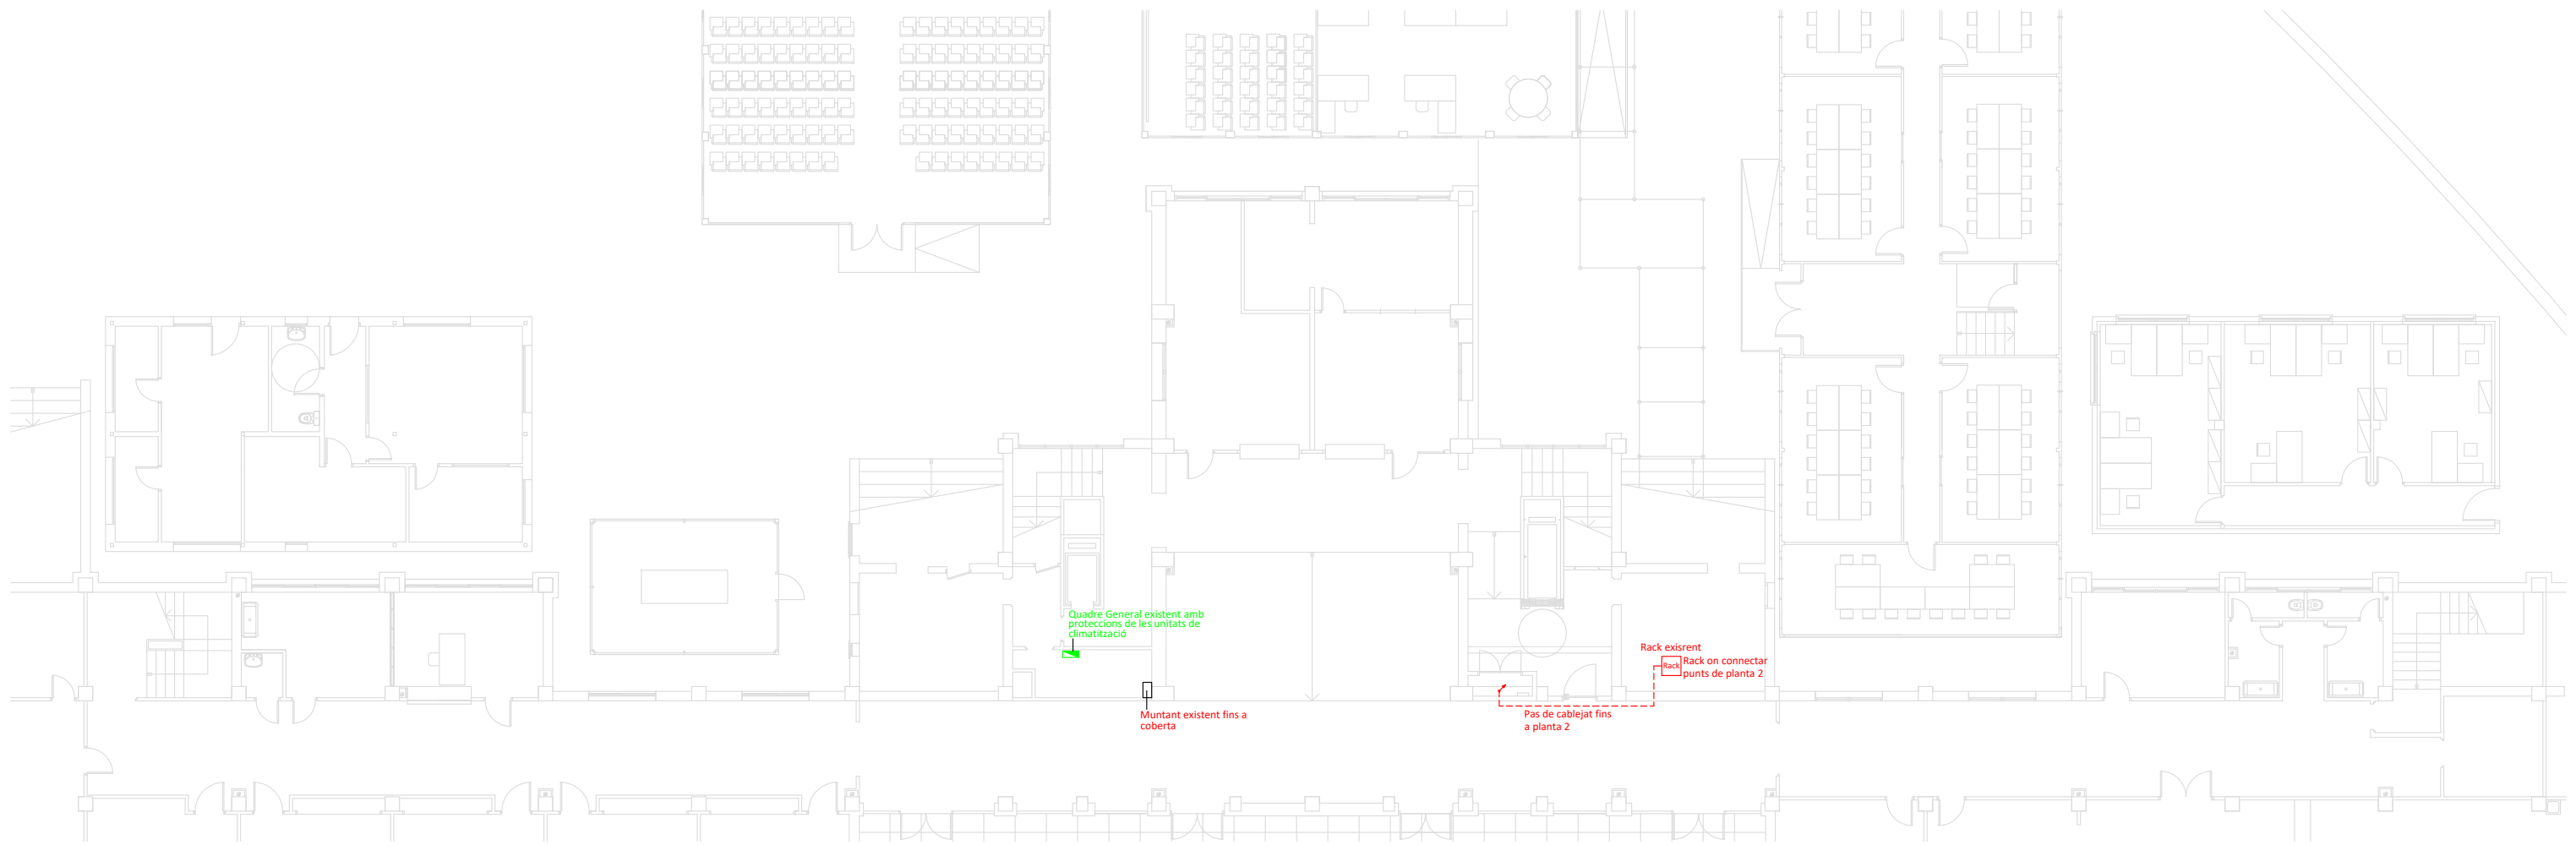 Quadre General existent amb
proteccions de les unitats de
climatització
Muntant existent fins a
coberta
Rack exisrent
Rack
Rack on connectar
punts de planta 2
Pas de cablejat fins
a planta 2